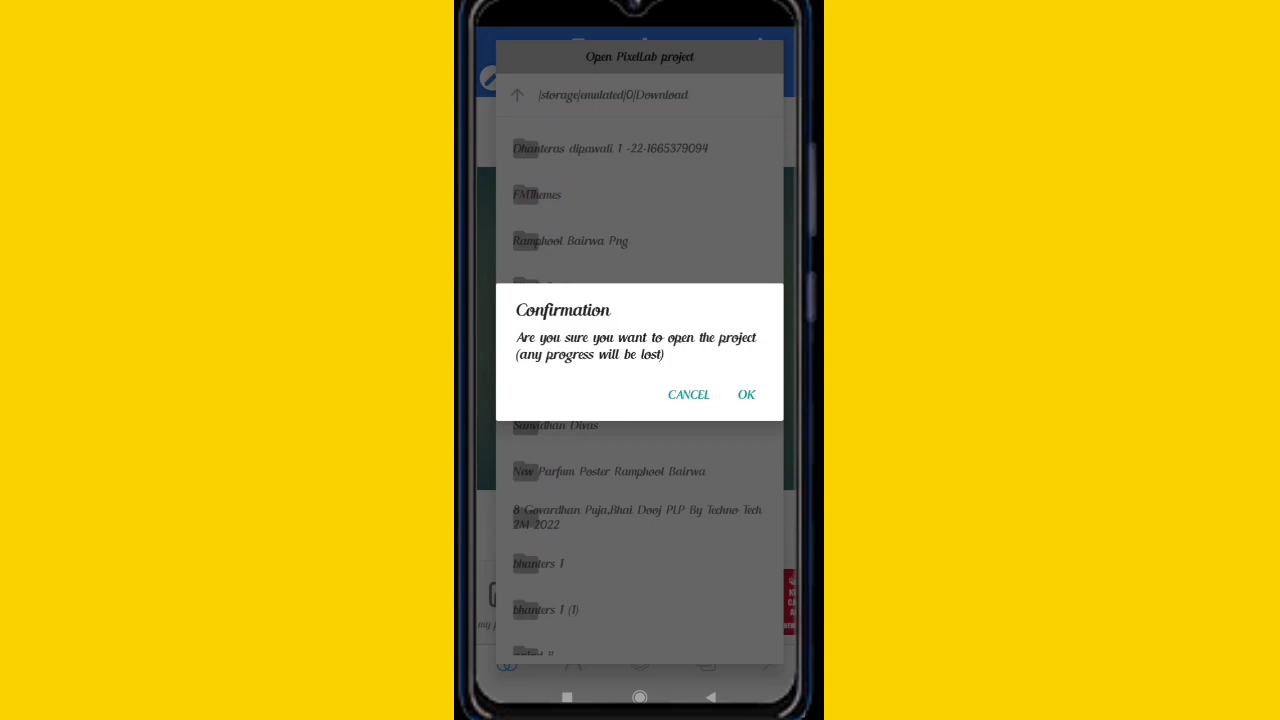 Open PixelLab project
/storage/emulated/0/Download
Dhanteras dipawali 1 -22-1665379094
FMThemes
Ramphool Bairwa Png
Confirmation
Are you sure you want to open the project
(any progress will be lost)
CANCEL OK
Sanvidhan Divas
New Parfum Poster Ramphool Bairwa
8 Govardhan Puja,Bhai Dooj PLP By Techno Tech
2M 2022
bhanters 1
bhanters 1 (1)
my